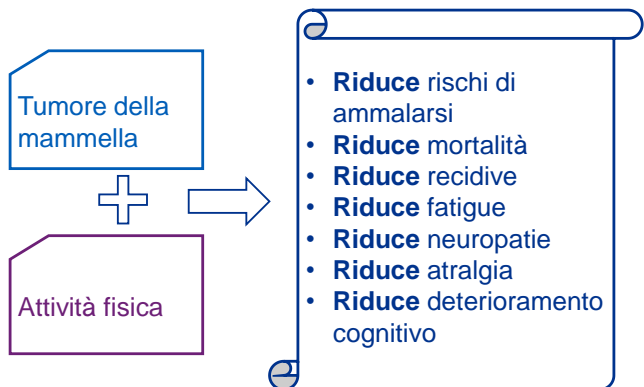 Tumore della
mammella
Attività fisica
• Riduce rischi di
ammalarsi
• Riduce mortalità
• Riduce recidive
• Riduce fatigue
• Riduce neuropatie
• Riduce atralgia
• Riduce deterioramento
cognitivo